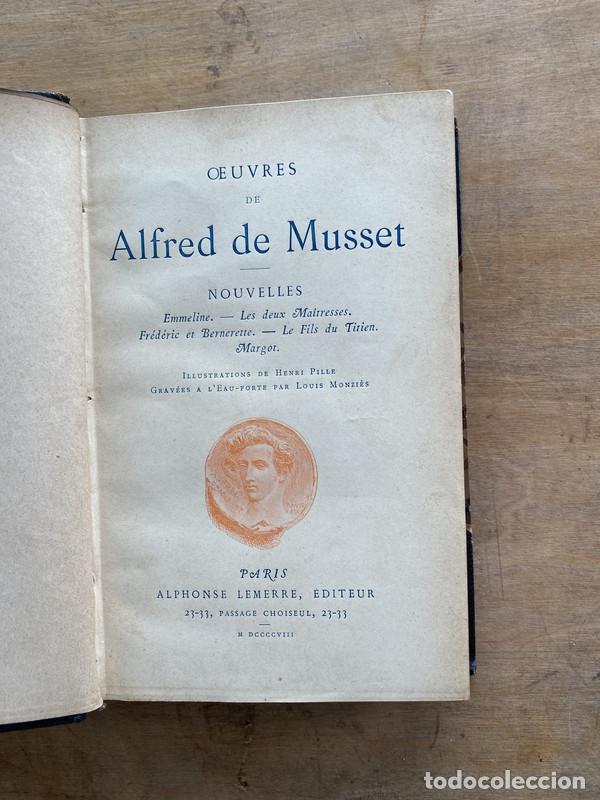 ŒUVRES
DE
Alfred de Musset
NOUVELLES
Emmeline. — Les deux Maîtresses.
Frédéric et Bernerette. — Le Fils du Titien.
Margot.
ILLUSTRATIONS DE HENRI PILLE
GRAVÉES A L'EAU-FORTE PAR LOUIS MONZIÈS
PARIS
ALPHONSE LEMERRE, ÉDITEUR
23-33, PASSAGE CHOISEUL, 23-33
M DCCCCVIII
todocoleccion